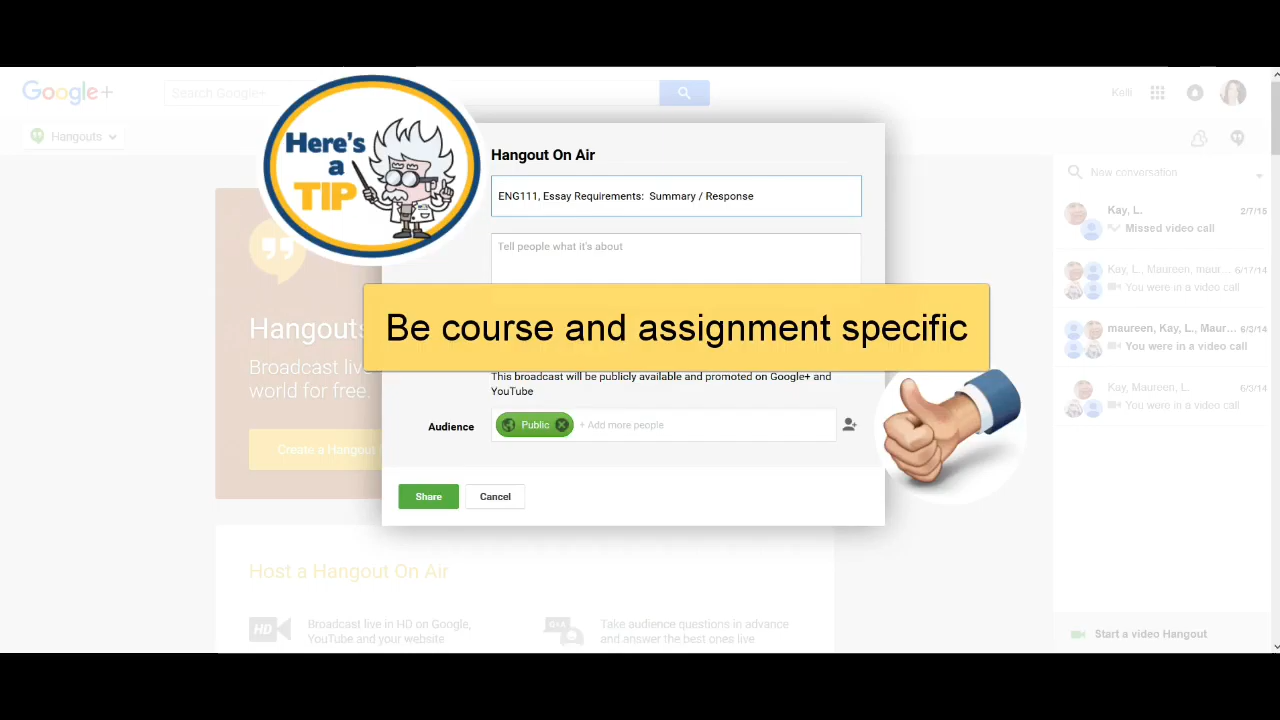 Google+
Search Google+
Kelli
Hangouts
Here's
a
TIP
Hangout On Air
ENG111, Essay Requirements: Summary / Response
Tell people what it's about
Be course and assignment specific
This broadcast will be publicly available and promoted on Google+ and
YouTube
Audience
Public
+ Add more people
Share
Cancel
Hangouts
Broadcast live
world for free.
Create a Hangout
Host a Hangout On Air
HD
Broadcast live in HD on Google,
YouTube and your website
Q&A
Take audience questions in advance
and answer the best ones live
New conversation
Kay, L.
2/7/15
Missed video call
Kay, L., Maureen, maur...
6/17/14
You were in a video call
maureen, Kay, L., Maur...
6/3/14
You were in a video call
Kay, Maureen, L.
6/3/14
You were in a video call
Start a video Hangout